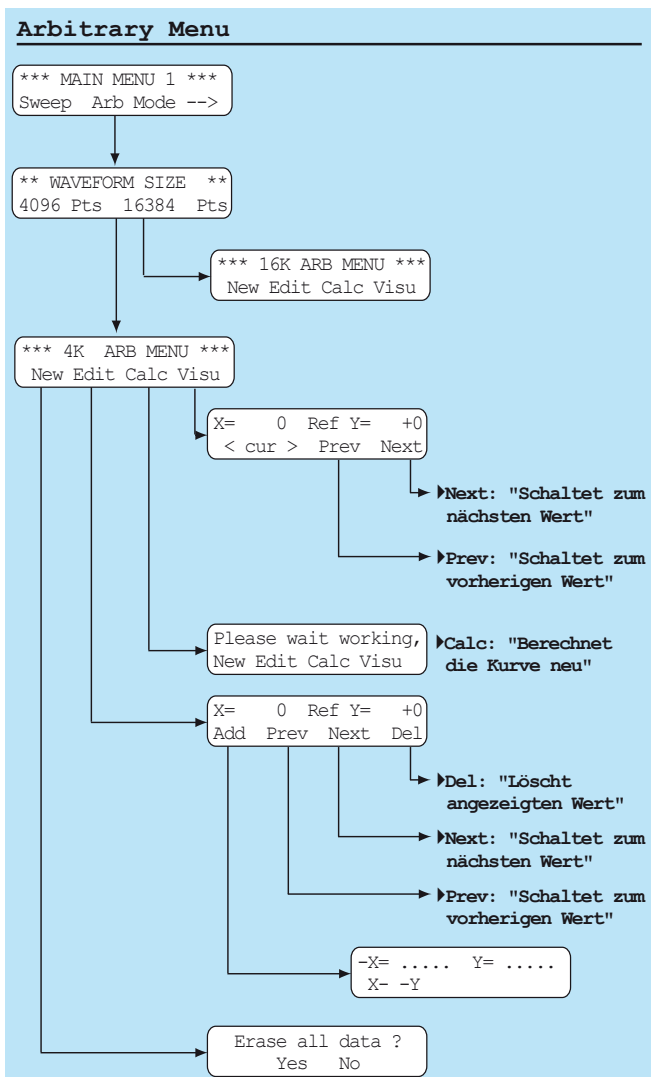 Arbitrary Menu
*** MAIN MENU 1 ***
Sweep Arb Mode -->
** WAVEFORM SIZE **
4096 Pts 16384 Pts
*** 16K ARB MENU ***
New Edit Calc Visu
*** 4K ARB MENU ***
New Edit Calc Visu
X= 0 Ref Y= +0
< cur > Prev Next
Next: "Schaltet zum
nächsten Wert"
Prev: "Schaltet zum
vorherigen Wert"
Please wait working,
New Edit Calc Visu
Calc: "Berechnet
die Kurve neu"
X= 0 Ref Y= +0
Add Prev Next Del
Del: "Löscht
angezeigten Wert"
Next: "Schaltet zum
nächsten Wert"
Prev: "Schaltet zum
vorherigen Wert"
-X= ..... Y= .....
X- -Y
Erase all data ?
Yes No